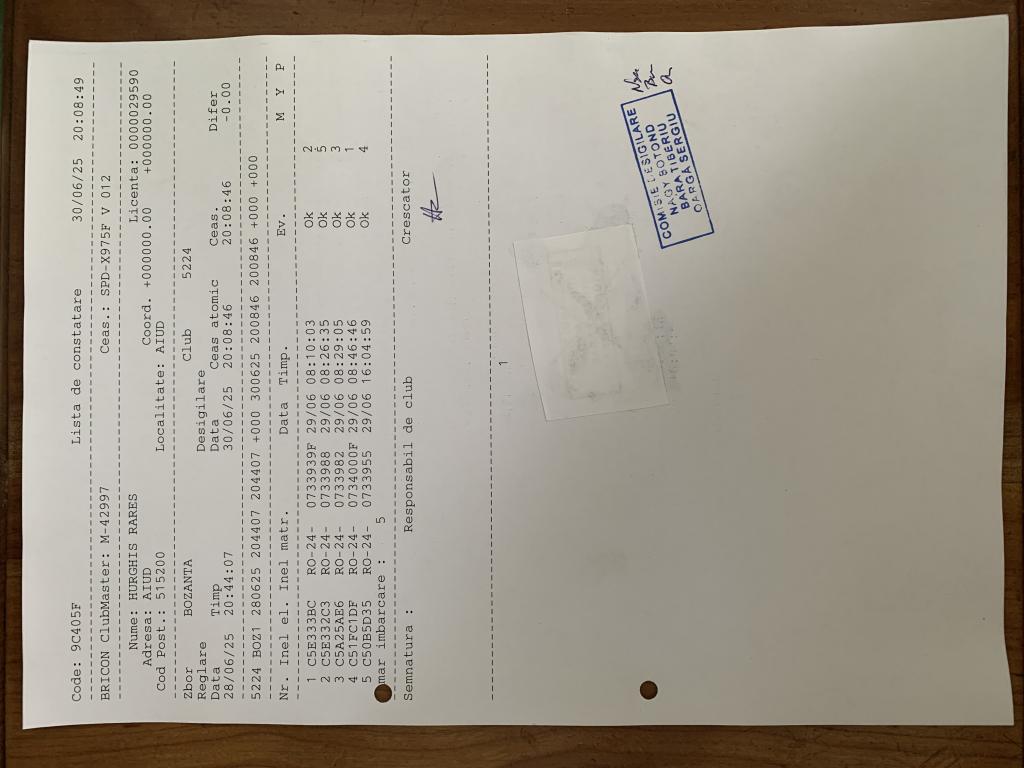 Code: 9C405F Lista de constatare 30/06/25 20:08:49
BRICON ClubMaster: M-42997 Ceas.: SPD-X975F V 012
Nume: HURGHIS RARES Licenta: 0000029590
Adresa: AIUD Coord. +000000.00 +000000.00
Cod Post.: 515200 Localitate: AIUD
Zbor BOZANTA Club 5224
Reglare Desigilare
Data Timp Data Ceas atomic Ceas. Difer
28/06/25 20:44:07 30/06/25 20:08:46 20:08:46 -0.00
5224 BOZ1 280625 204407 204407 +000 300625 200846 200846 +000 +000
Nr. Inel el. Inel matr. Data Timp. Ev. M Y P
1 C5E333BC RO-24- 0733939F 29/06 08:10:03 Ok 2
2 C5E332C3 RO-24- 0733988 29/06 08:26:35 Ok 5
3 C5A25AE6 RO-24- 0733982 29/06 08:29:05 Ok 3
4 C51FC1DF RO-24- 0734000F 29/06 08:46:46 Ok 1
5 C50B5D35 RO-24- 0733955 29/06 16:04:59 Ok 4
mar imbarcare : 5
Semnatura : Responsabil de club Crescator
1
COMISIE DESIGILARE
NAGY BOTOND
BARA TIBERIU
BARGA SERGIU